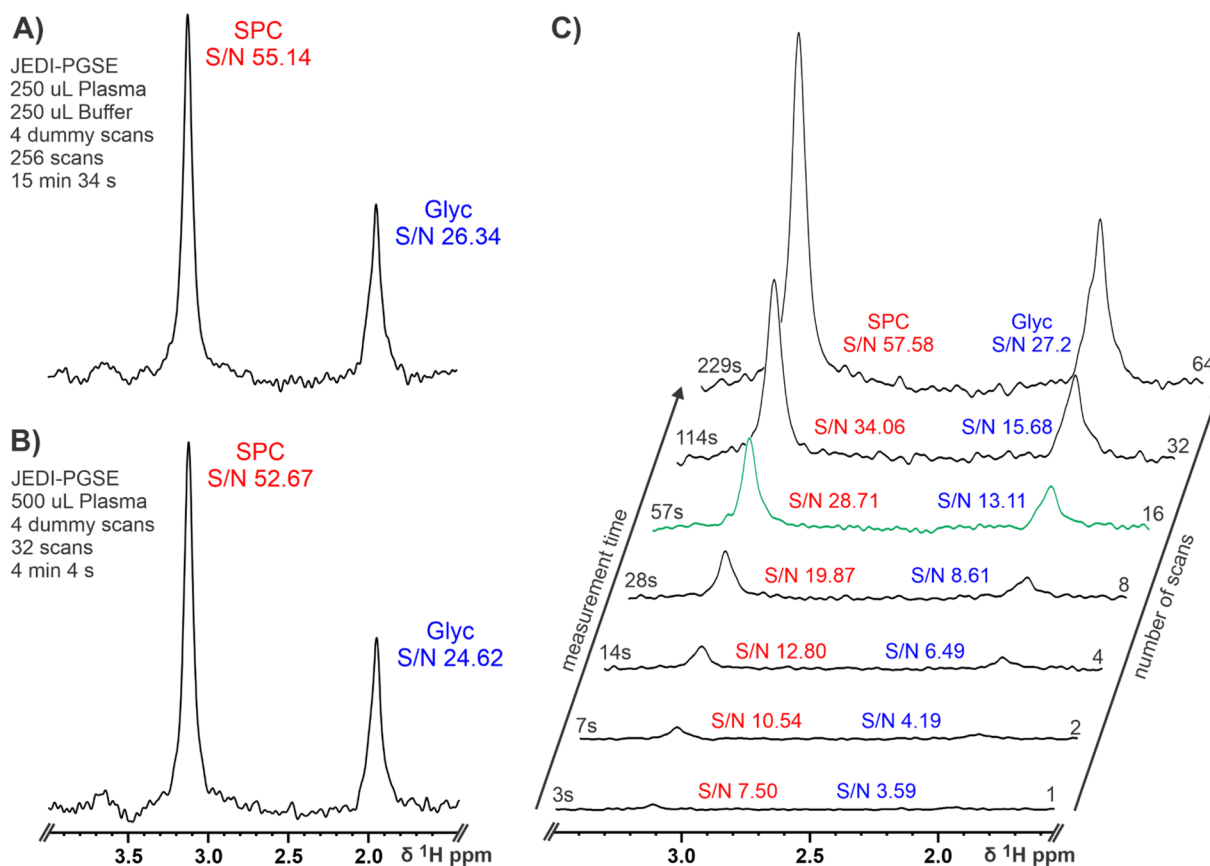 A)
SPC
S/N 55.14
JEDI-PGSE
250 uL Plasma
250 uL Buffer
4 dummy scans
256 scans
15 min 34 s
Glyc
S/N 26.34
B)
SPC
S/N 52.67
JEDI-PGSE
500 uL Plasma
4 dummy scans
32 scans
4 min 4 s
Glyc
S/N 24.62
3.5 3.0 2.5 2.0 δ ¹H ppm
C)
SPC
S/N 57.58
Glyc
S/N 27.2
229s 64
114s S/N 34.06 S/N 15.68 32
57s S/N 28.71 S/N 13.11 16
28s S/N 19.87 S/N 8.61 8
14s S/N 12.80 S/N 6.49 4
7s S/N 10.54 S/N 4.19 2
3s S/N 7.50 S/N 3.59 1
measurement time
number of scans
3.0 2.0 δ ¹H ppm